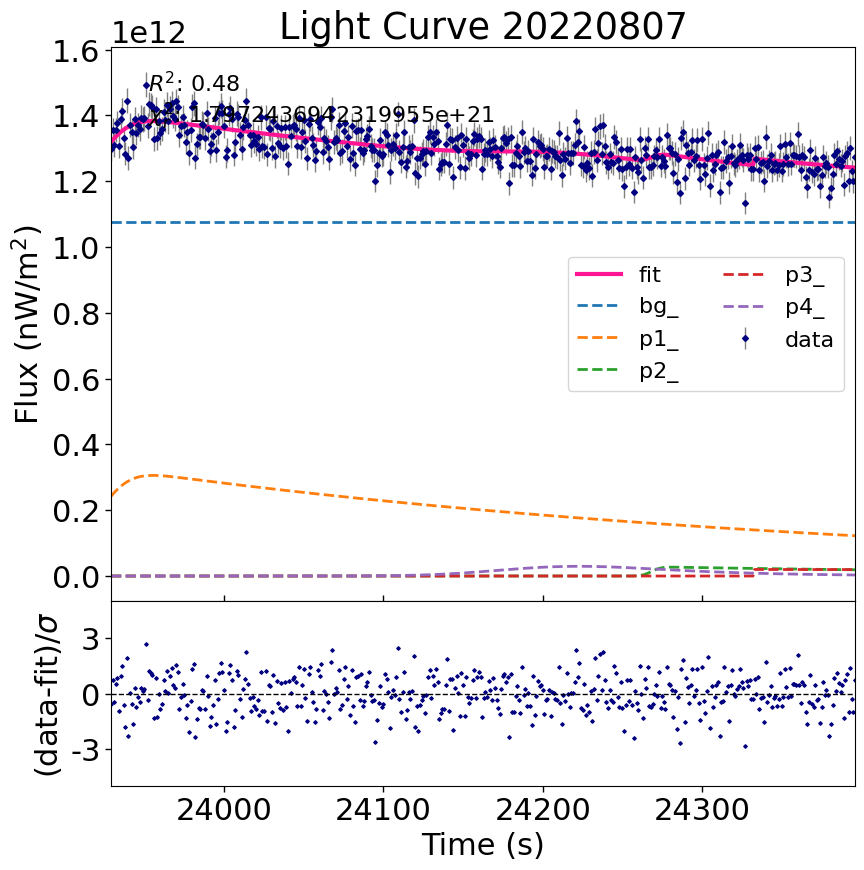 Light Curve 20220807
1e12
R²: 0.48
1.6
1.4
1.2
1.0
0.8
0.6
0.4
0.2
0.0
Flux (nW/m²)
fit
bg_
p1_
p2_
p3_
p4_
data
3
0
-3
(data-fit)/σ
24000
24100
24200
24300
Time (s)